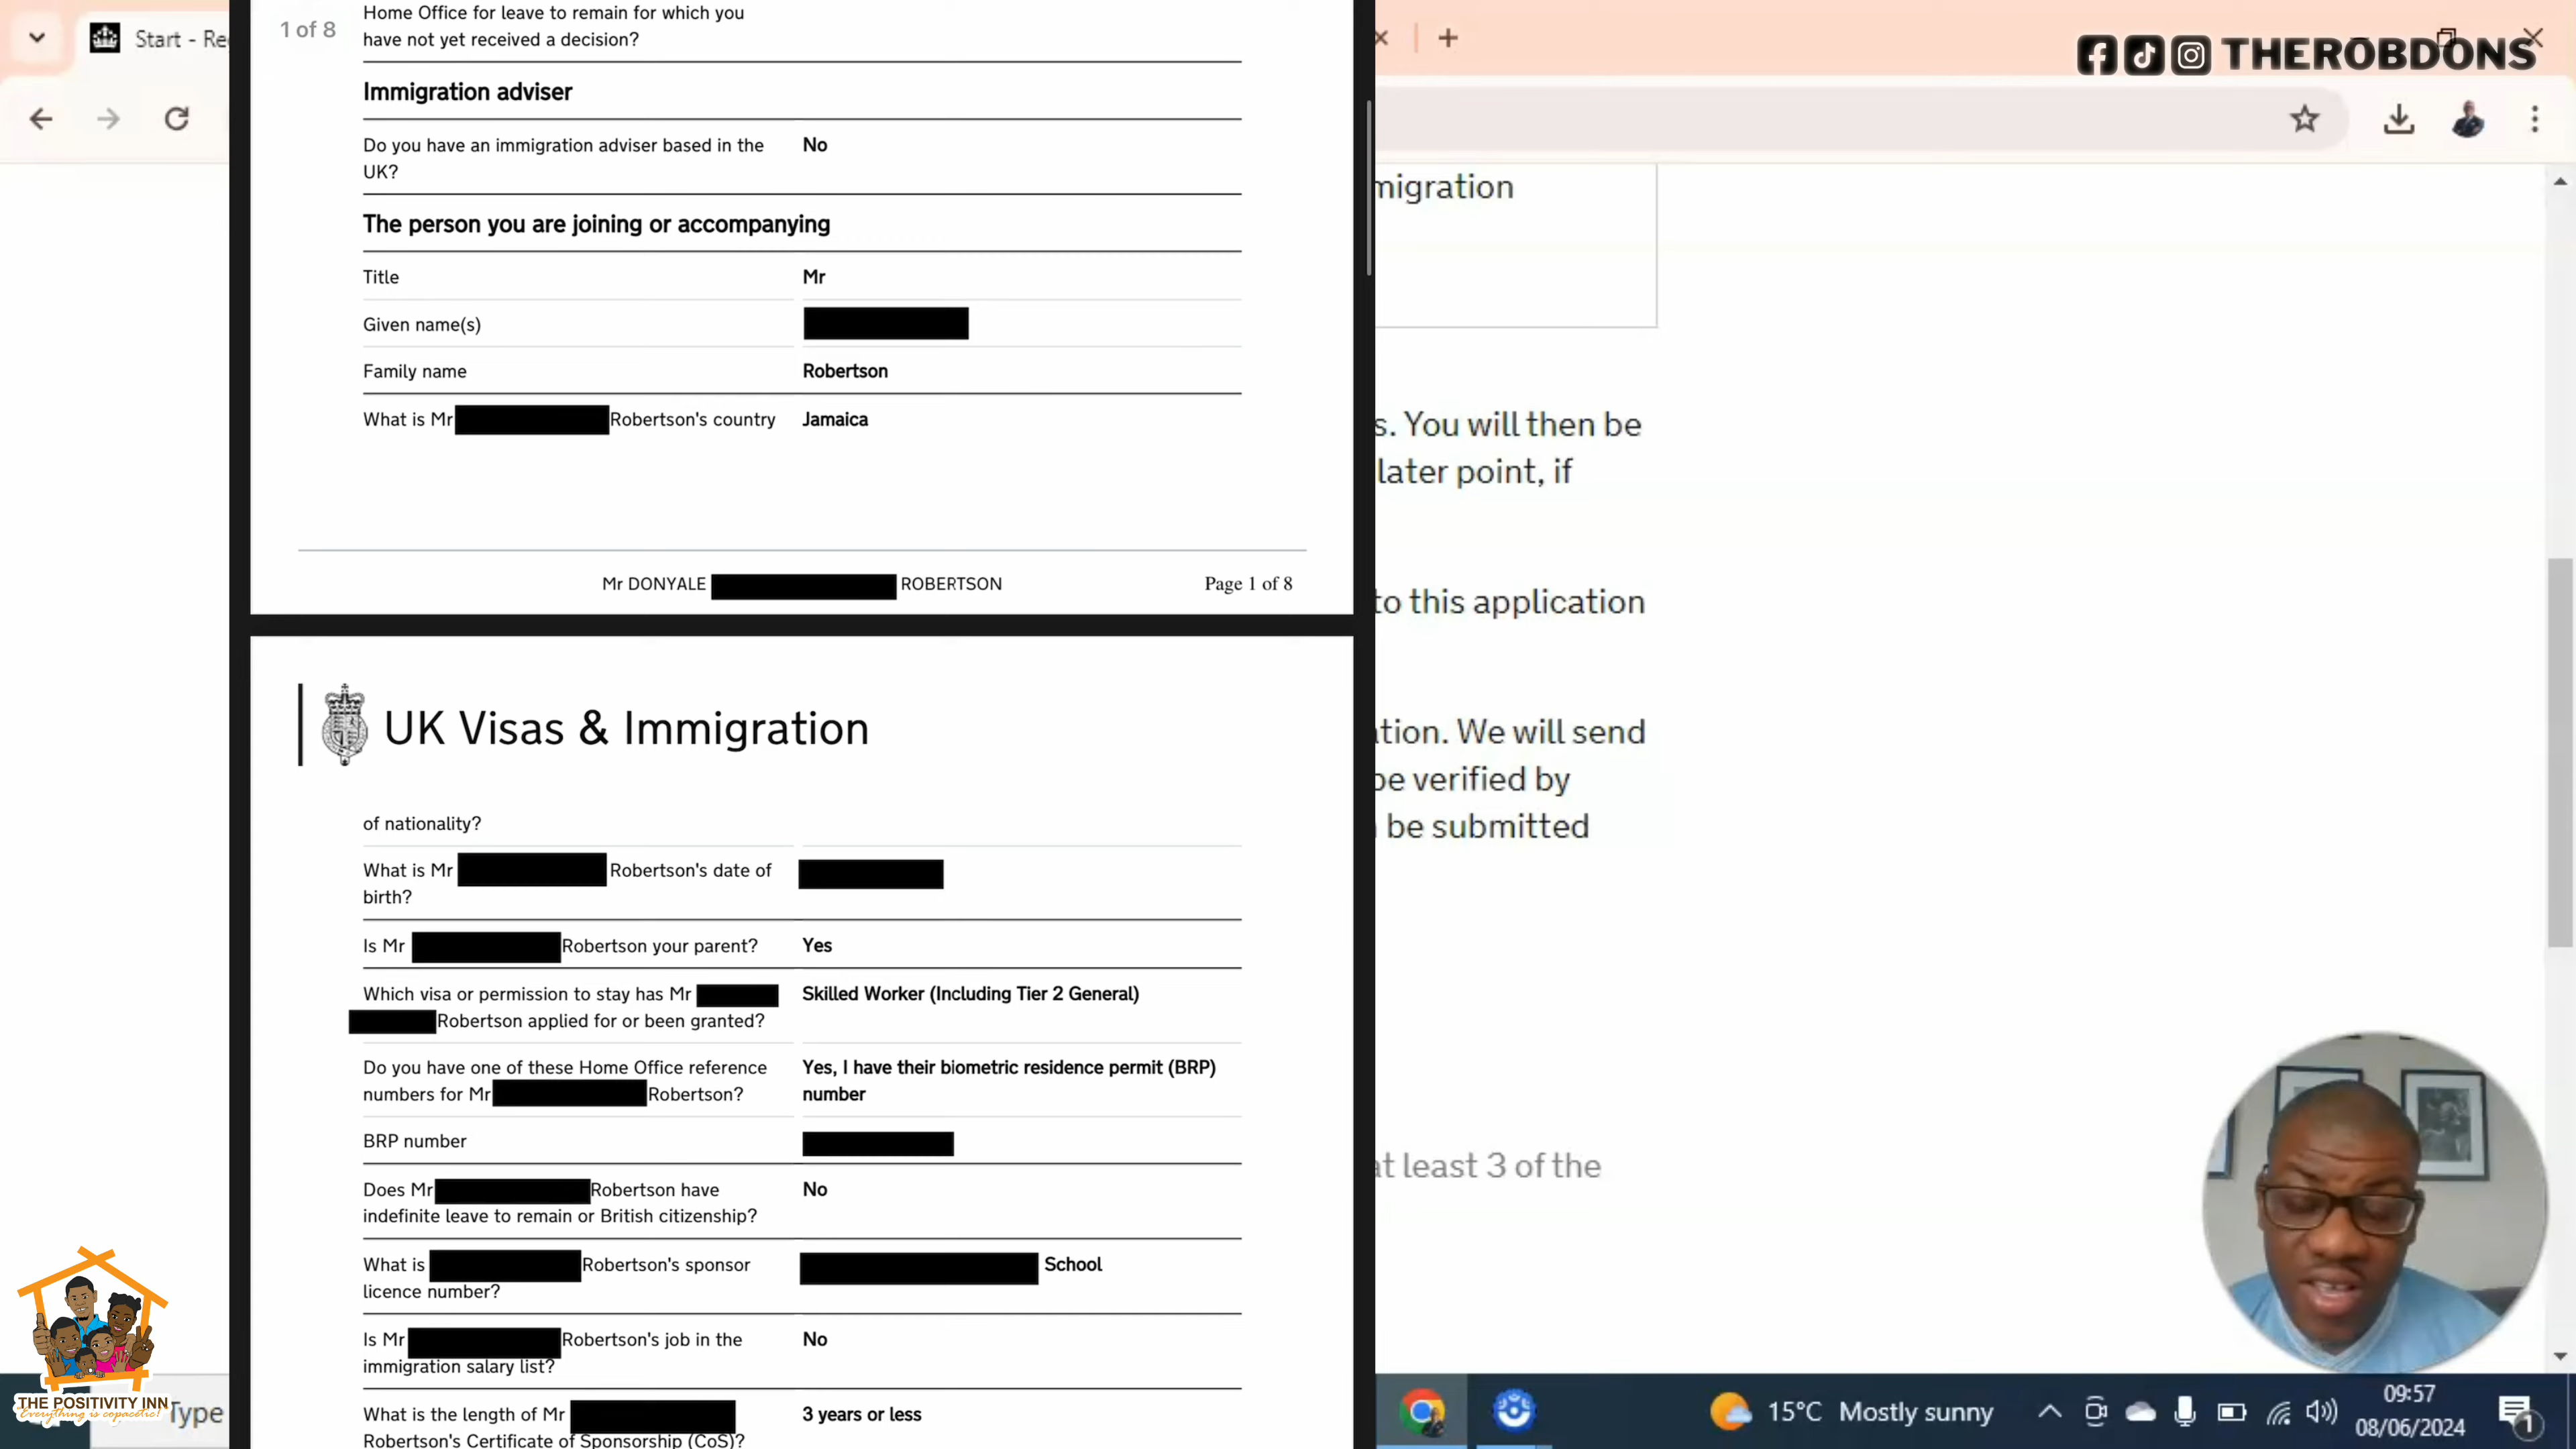 Start - Re
THEROBDONS
1 of 8
Home Office for leave to remain for which you
have not yet received a decision?
Immigration adviser
Do you have an immigration adviser based in the No
UK?
The person you are joining or accompanying
Title Mr
Given name(s)
Family name Robertson
What is Mr Robertson's country Jamaica
Mr DONYALE ROBERTSON Page 1 of 8
UK Visas & Immigration
of nationality?
What is Mr Robertson's date of
birth?
Is Mr Robertson your parent? Yes
Which visa or permission to stay has Mr Skilled Worker (Including Tier 2 General)
Robertson applied for or been granted?
Do you have one of these Home Office reference Yes, I have their biometric residence permit (BRP)
numbers for Mr Robertson? number
BRP number
Does Mr Robertson have No
indefinite leave to remain or British citizenship?
What is Robertson's sponsor School
licence number?
Is Mr Robertson's job in the No
immigration salary list?
What is the length of Mr 3 years or less
Robertson's Certificate of Sponsorship (CoS)?
migration
s. You will then be
later point, if
to this application
tion. We will send
be verified by
be submitted
at least 3 of the
THE POSITIVITY INN
Everything is copacetic!
Type
15°C Mostly sunny
09:57
08/06/2024
1